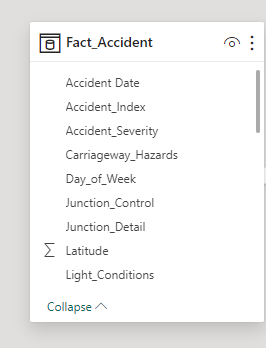 Fact_Accident
Accident Date
Accident_Index
Accident_Severity
Carriageway_Hazards
Day_of_Week
Junction_Control
Junction_Detail
Latitude
Light_Conditions
Collapse